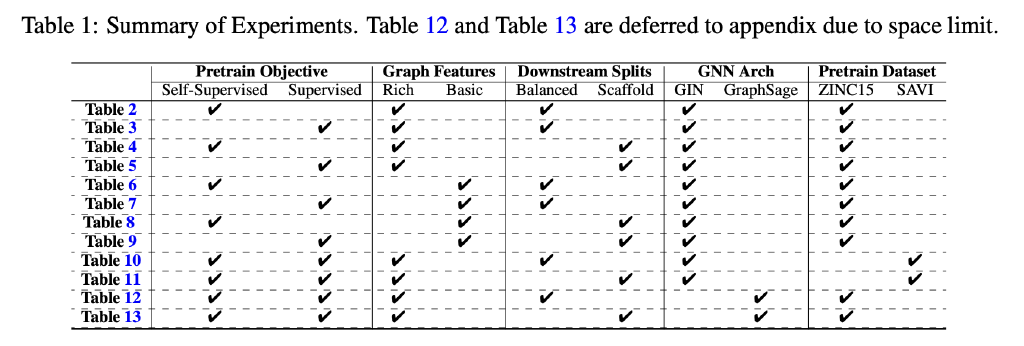 Table 1: Summary of Experiments. Table 12 and Table 13 are deferred to appendix due to space limit.
Pretrain Objective Graph Features Downstream Splits GNN Arch Pretrain Dataset
Self-Supervised Supervised Rich Basic Balanced Scaffold GIN GraphSage ZINC15 SAVI
Table 2 ✔ ✔ ✔ ✔ ✔
Table 3 ✔ ✔ ✔ ✔ ✔
Table 4 ✔ ✔ ✔ ✔ ✔
Table 5 ✔ ✔ ✔ ✔ ✔
Table 6 ✔ ✔ ✔ ✔ ✔
Table 7 ✔ ✔ ✔ ✔ ✔
Table 8 ✔ ✔ ✔ ✔ ✔
Table 9 ✔ ✔ ✔ ✔ ✔
Table 10 ✔ ✔ ✔ ✔ ✔ ✔
Table 11 ✔ ✔ ✔ ✔ ✔ ✔
Table 12 ✔ ✔ ✔ ✔ ✔ ✔
Table 13 ✔ ✔ ✔ ✔ ✔ ✔